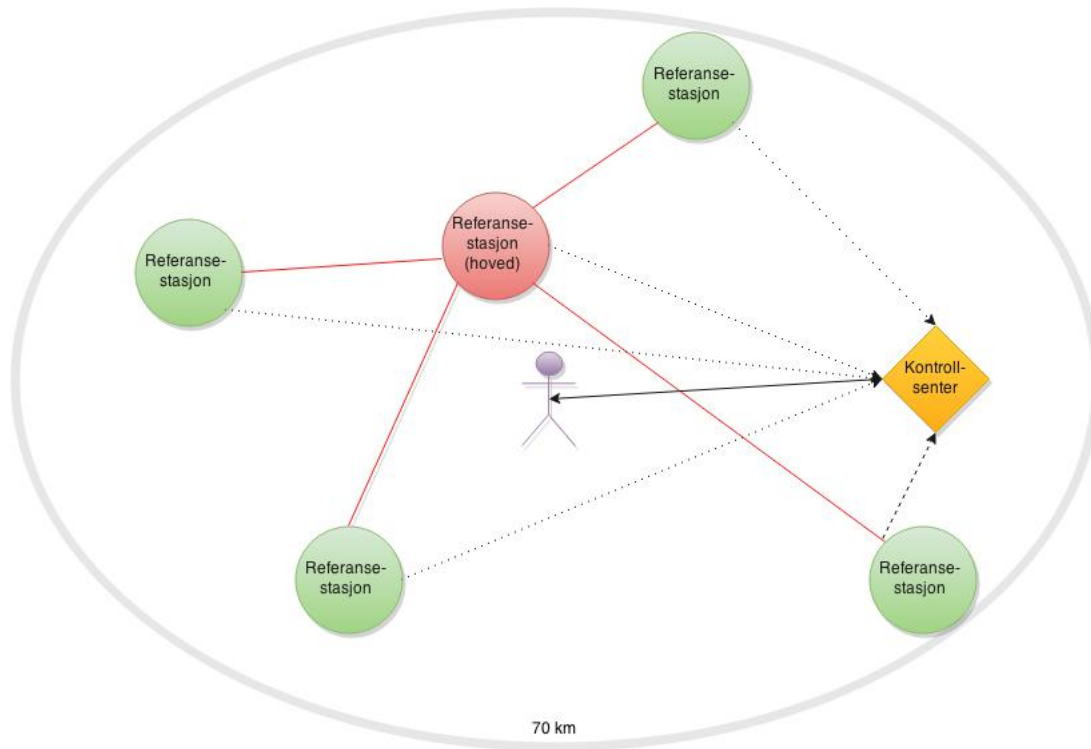 Referanse-
stasjon
Referanse-
stasjon
(hoved)
Referanse-
stasjon
Kontroll-
senter
Referanse-
stasjon
Referanse-
stasjon
70 km